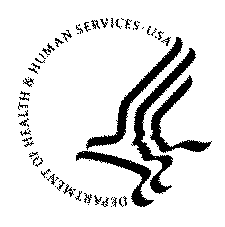 DEPARTMENT OF HEALTH & HUMAN SERVICES · USA